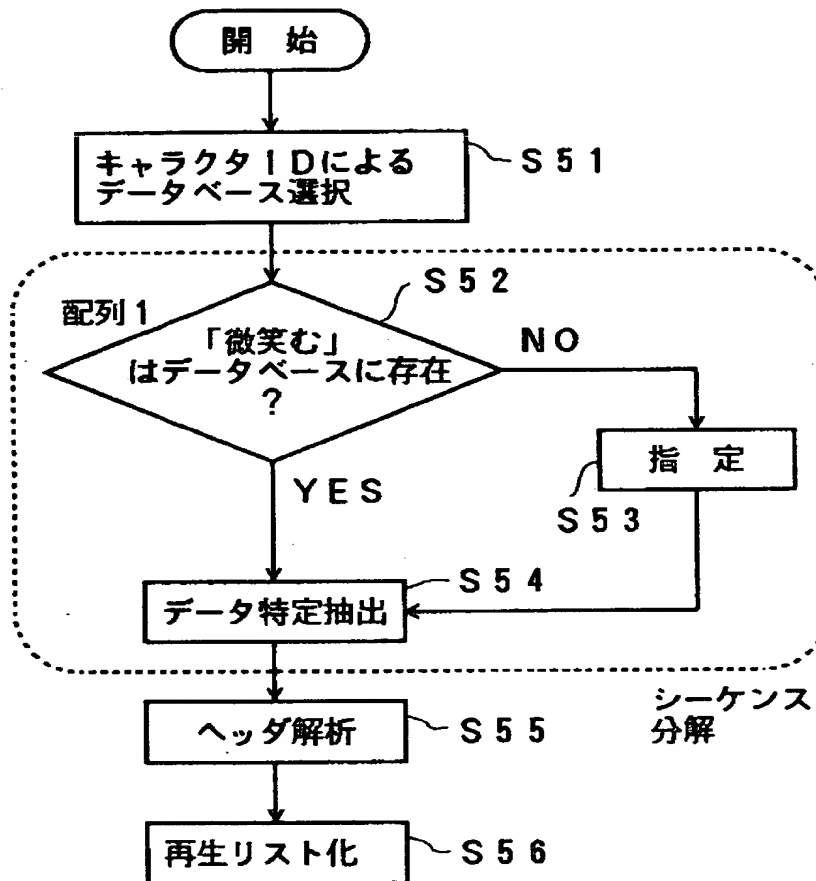 開 始
キャラクタIDによる
データベース選択
S51
S52
配列1
「微笑む」
はデータベースに存在
?
NO
指 定
S53
YES
S54
データ特定抽出
シーケンス
分解
ヘッダ解析
S55
再生リスト化
S56